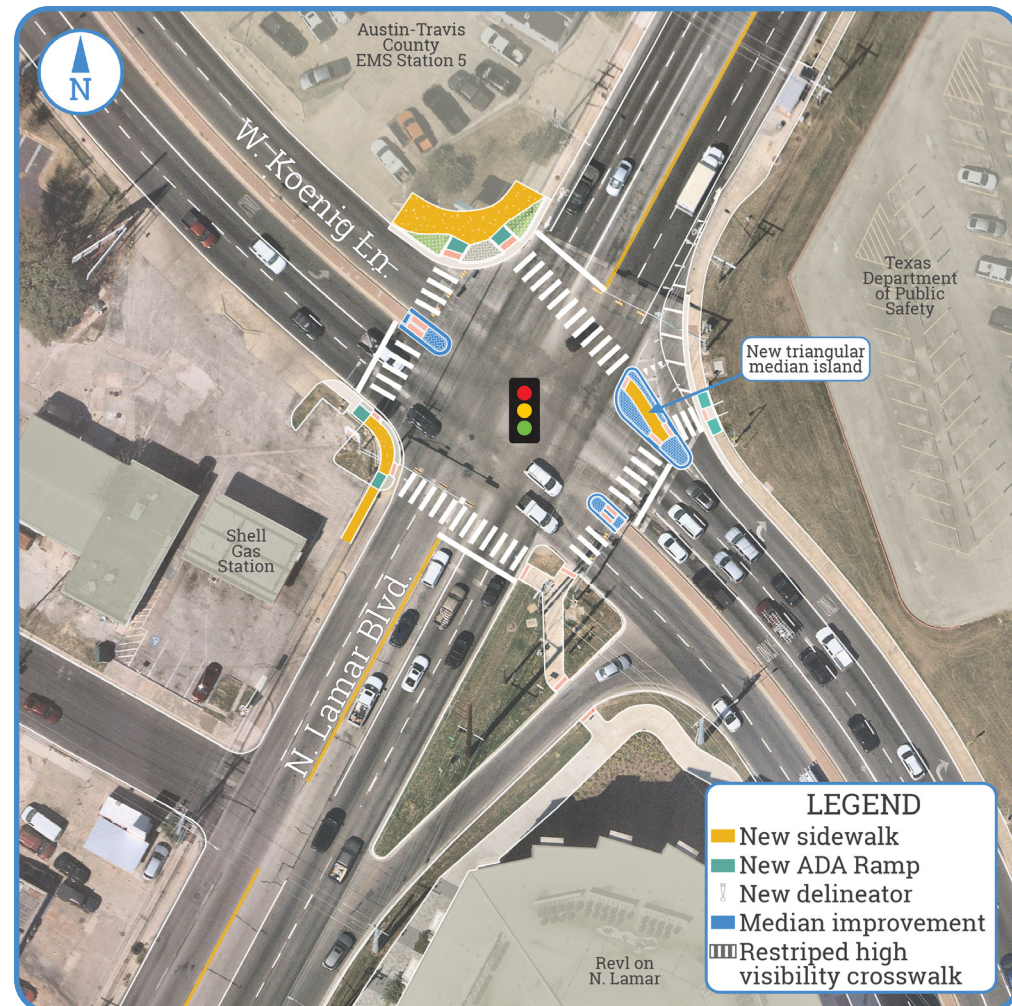 Austin-Travis
County
EMS Station 5
N
W. Koenig Ln.
Texas
Department
of Public
Safety
New triangular
median island
Shell
Gas
Station
N. Lamar Blvd.
LEGEND
New sidewalk
New ADA Ramp
New delineator
Median improvement
Restriped high
visibility crosswalk
Revl on
N. Lamar